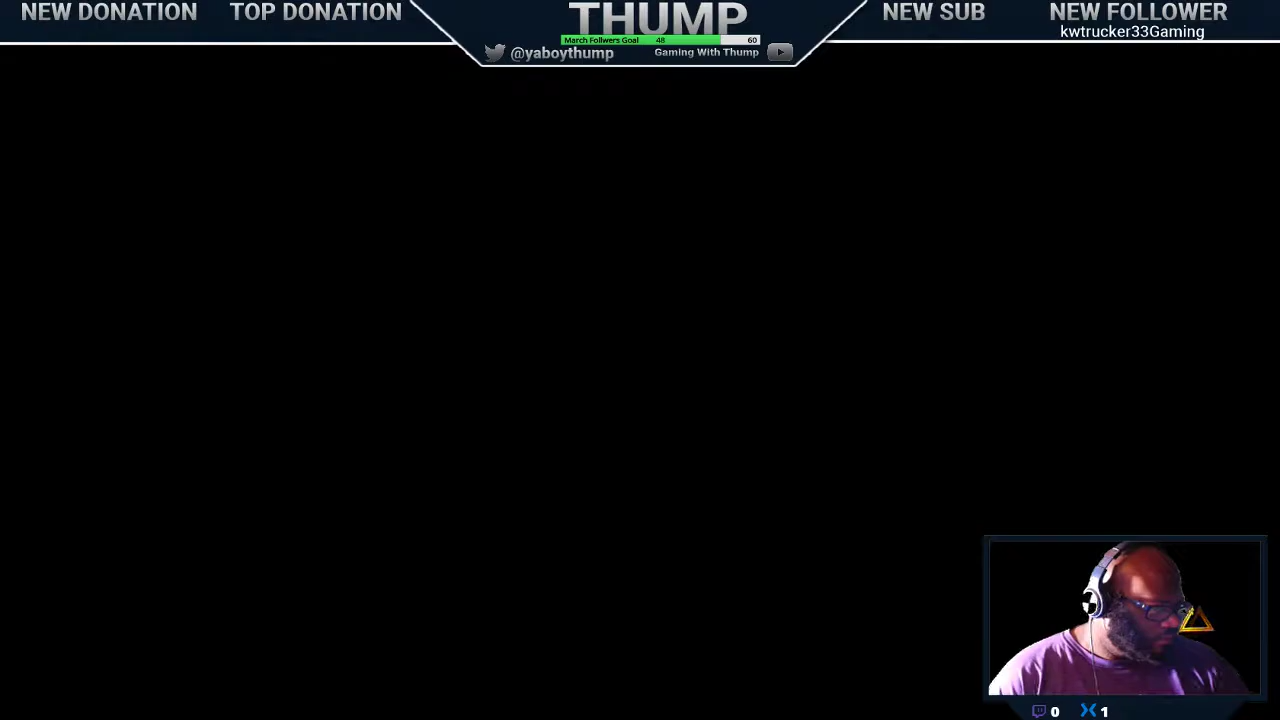 NEW DONATION
TOP DONATION
THUMP
NEW SUB
NEW FOLLOWER
kwtrucker33Gaming
March Follwers Goal 48 60
@yaboythump
Gaming With Thump
0
1